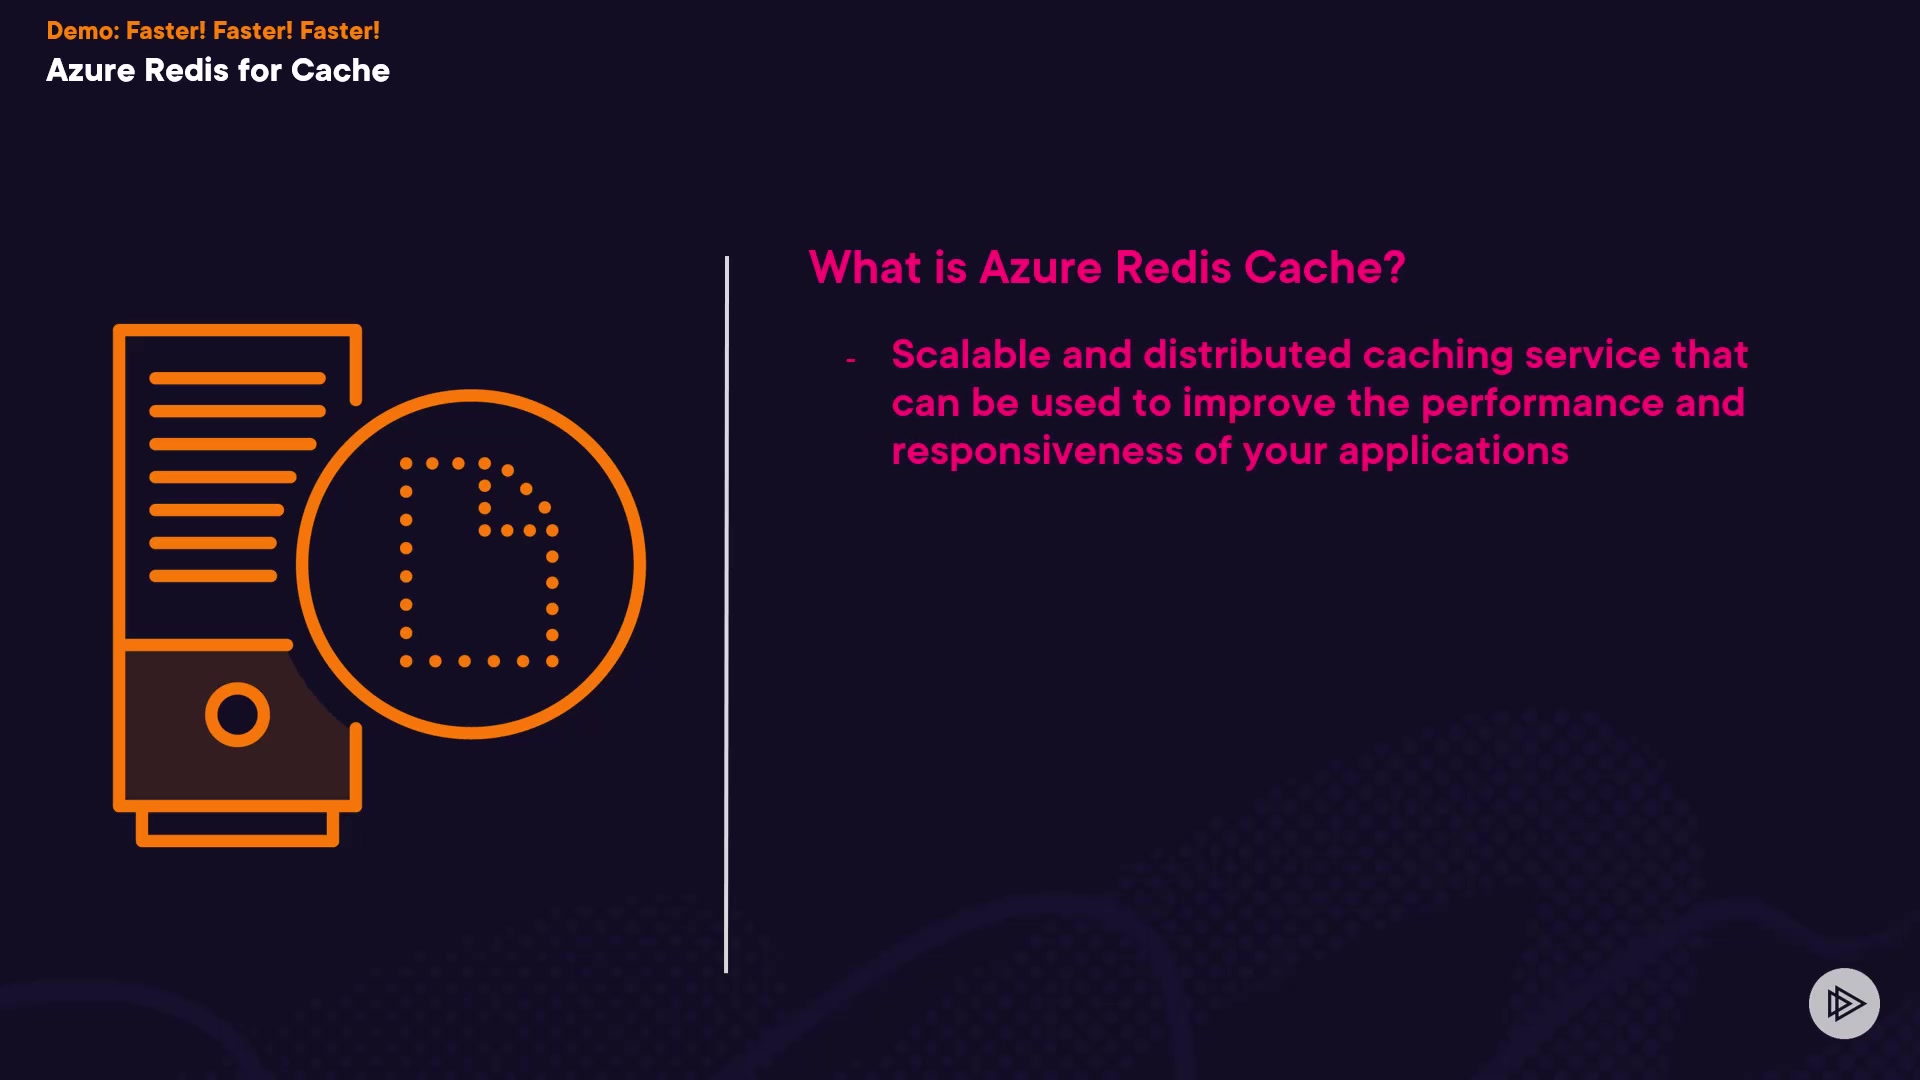 Demo: Faster! Faster! Faster!
Azure Redis for Cache
What is Azure Redis Cache?
- Scalable and distributed caching service that
can be used to improve the performance and
responsiveness of your applications